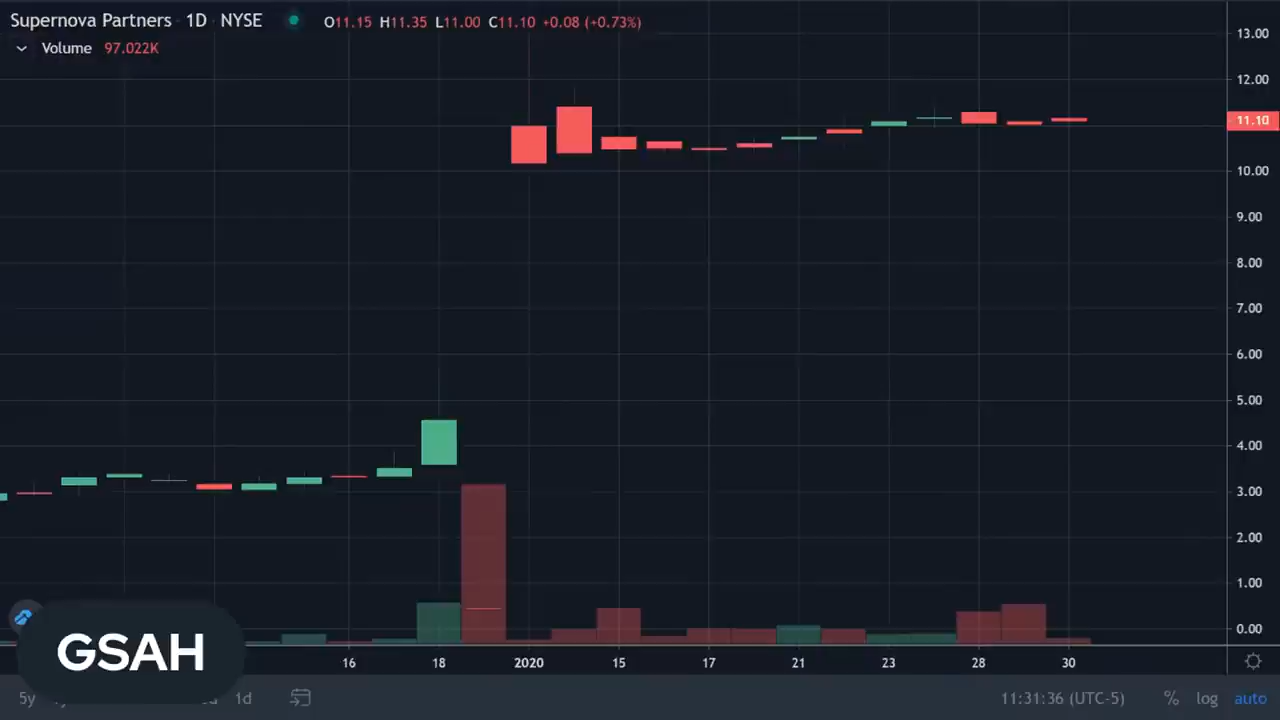 Supernova Partners · 1D · NYSE O11.15 H11.35 L11.00 C11.10 +0.08 (+0.73%)
Volume 97.022K
13.00
12.00
11.10
10.00
9.00
8.00
7.00
6.00
5.00
4.00
3.00
2.00
1.00
0.00
16 18 2020 15 17 21 23 28 30
GSAH
5y 1d 11:31:36 (UTC-5) % log auto